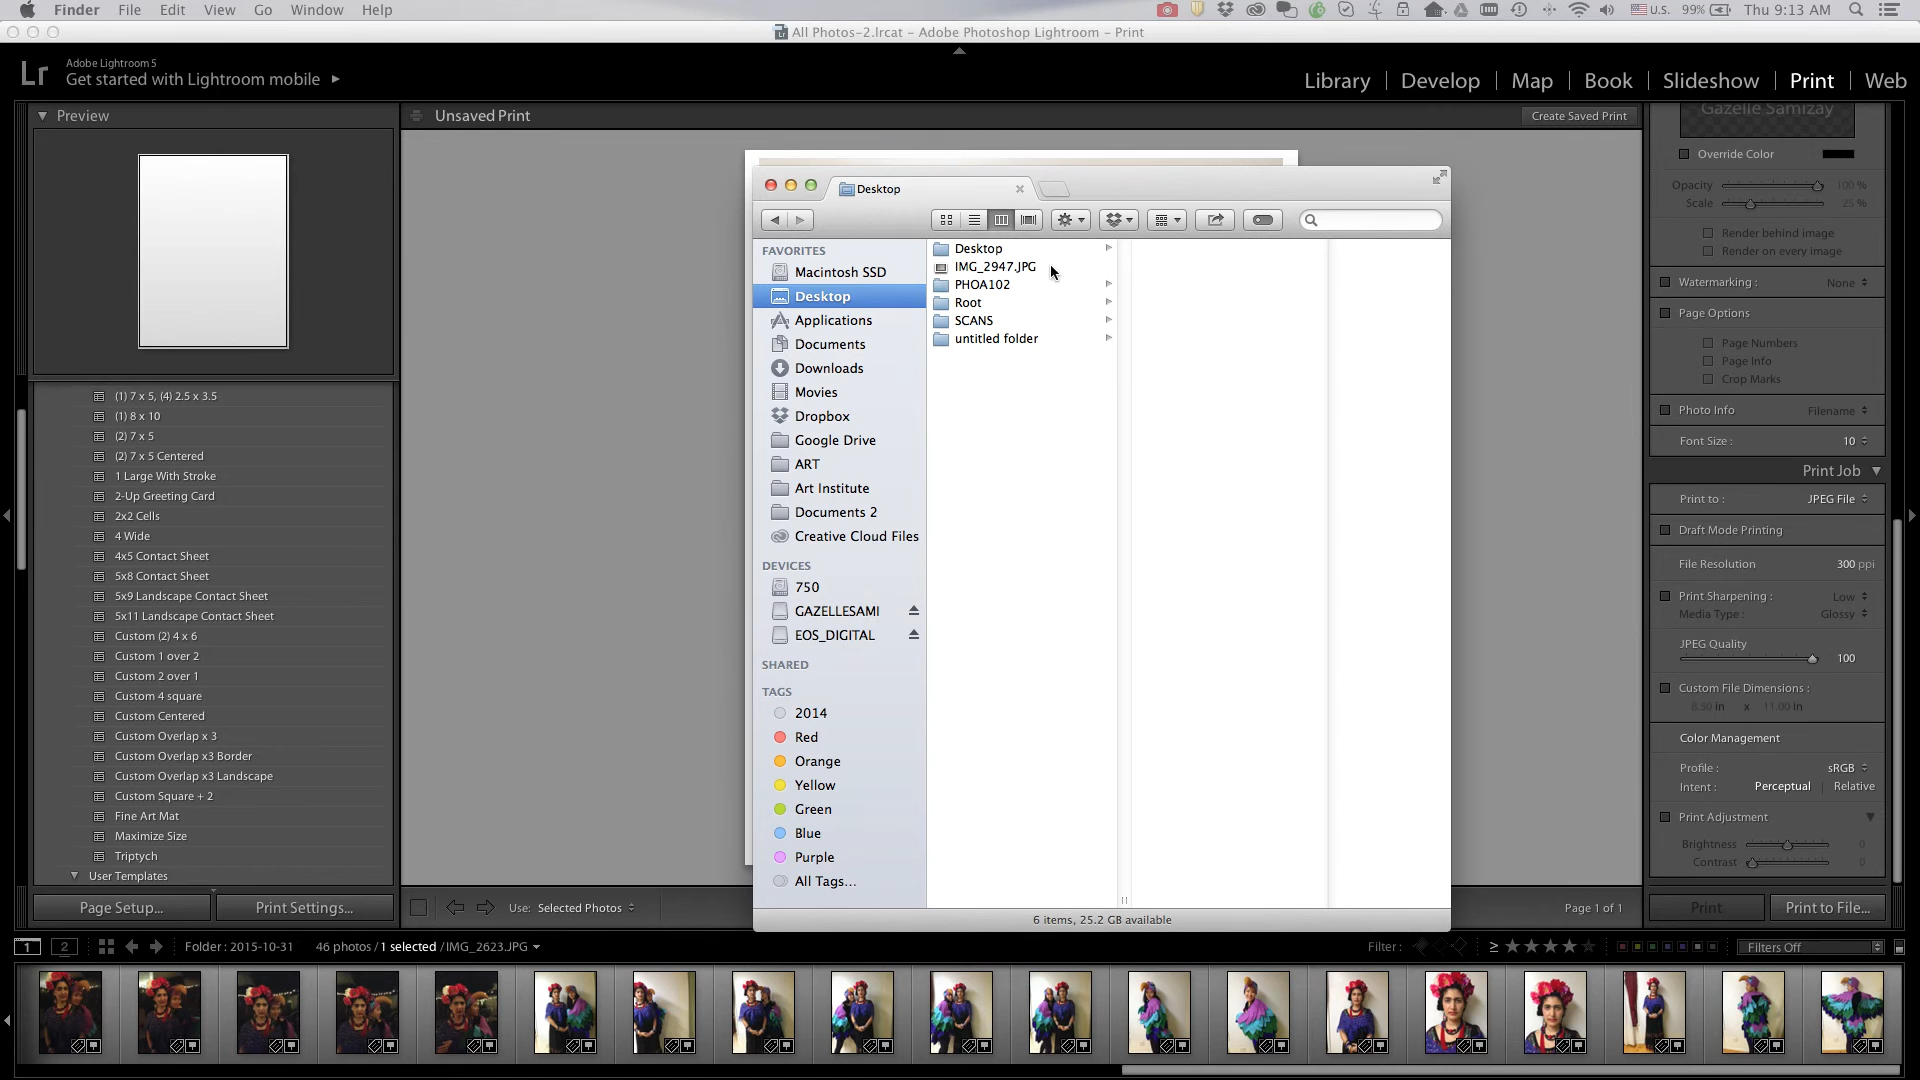 Finder File Edit View Go Window Help U.S. 99% Thu 9:13 AM
All Photos-2.lrcat - Adobe Photoshop Lightroom - Print
Lr Adobe Lightroom 5
Get started with Lightroom mobile
Library Develop Map Book Slideshow Print Web
Preview
Unsaved Print
Create Saved Print
(1) 7 x 5, (4) 2.5 x 3.5
(1) 8 x 10
(2) 7 x 5
(2) 7 x 5 Centered
1 Large With Stroke
2-Up Greeting Card
2x2 Cells
4 Wide
4x5 Contact Sheet
5x8 Contact Sheet
5x9 Landscape Contact Sheet
5x11 Landscape Contact Sheet
Custom (2) 4 x 6
Custom 1 over 2
Custom 2 over 1
Custom 4 square
Custom Centered
Custom Overlap x 3
Custom Overlap x3 Border
Custom Overlap x3 Landscape
Custom Square + 2
Fine Art Mat
Maximize Size
Triptych
User Templates
Page Setup...
Print Settings...
Desktop
FAVORITES
Macintosh SSD
Desktop
Applications
Documents
Downloads
Movies
Dropbox
Google Drive
ART
Art Institute
Documents 2
Creative Cloud Files
DEVICES
750
GAZELLESAMI
EOS_DIGITAL
SHARED
TAGS
2014
Red
Orange
Yellow
Green
Blue
Purple
All Tags...
Desktop
IMG_2947.JPG
PHOA102
Root
SCANS
untitled folder
6 items, 25.2 GB available
Gazelle Samizay
Override Color
Opacity 100 %
Scale 25 %
Render behind image
Render on every image
Watermarking : None
Page Options
Page Numbers
Page Info
Crop Marks
Photo Info Filename
Font Size : 10
Print Job
Print to : JPEG File
Draft Mode Printing
File Resolution 300 ppi
Print Sharpening : Low
Media Type : Glossy
JPEG Quality
100
Custom File Dimensions :
8.50 in x 11.00 in
Color Management
Profile : sRGB
Intent : Perceptual Relative
Print Adjustment
Brightness 0
Contrast 0
Use: Selected Photos
Page 1 of 1
Print
Print to File...
1 2 Folder : 2015-10-31 46 photos / 1 selected / IMG_2623.JPG
Filter : ≥ ★★★★★ Filters Off